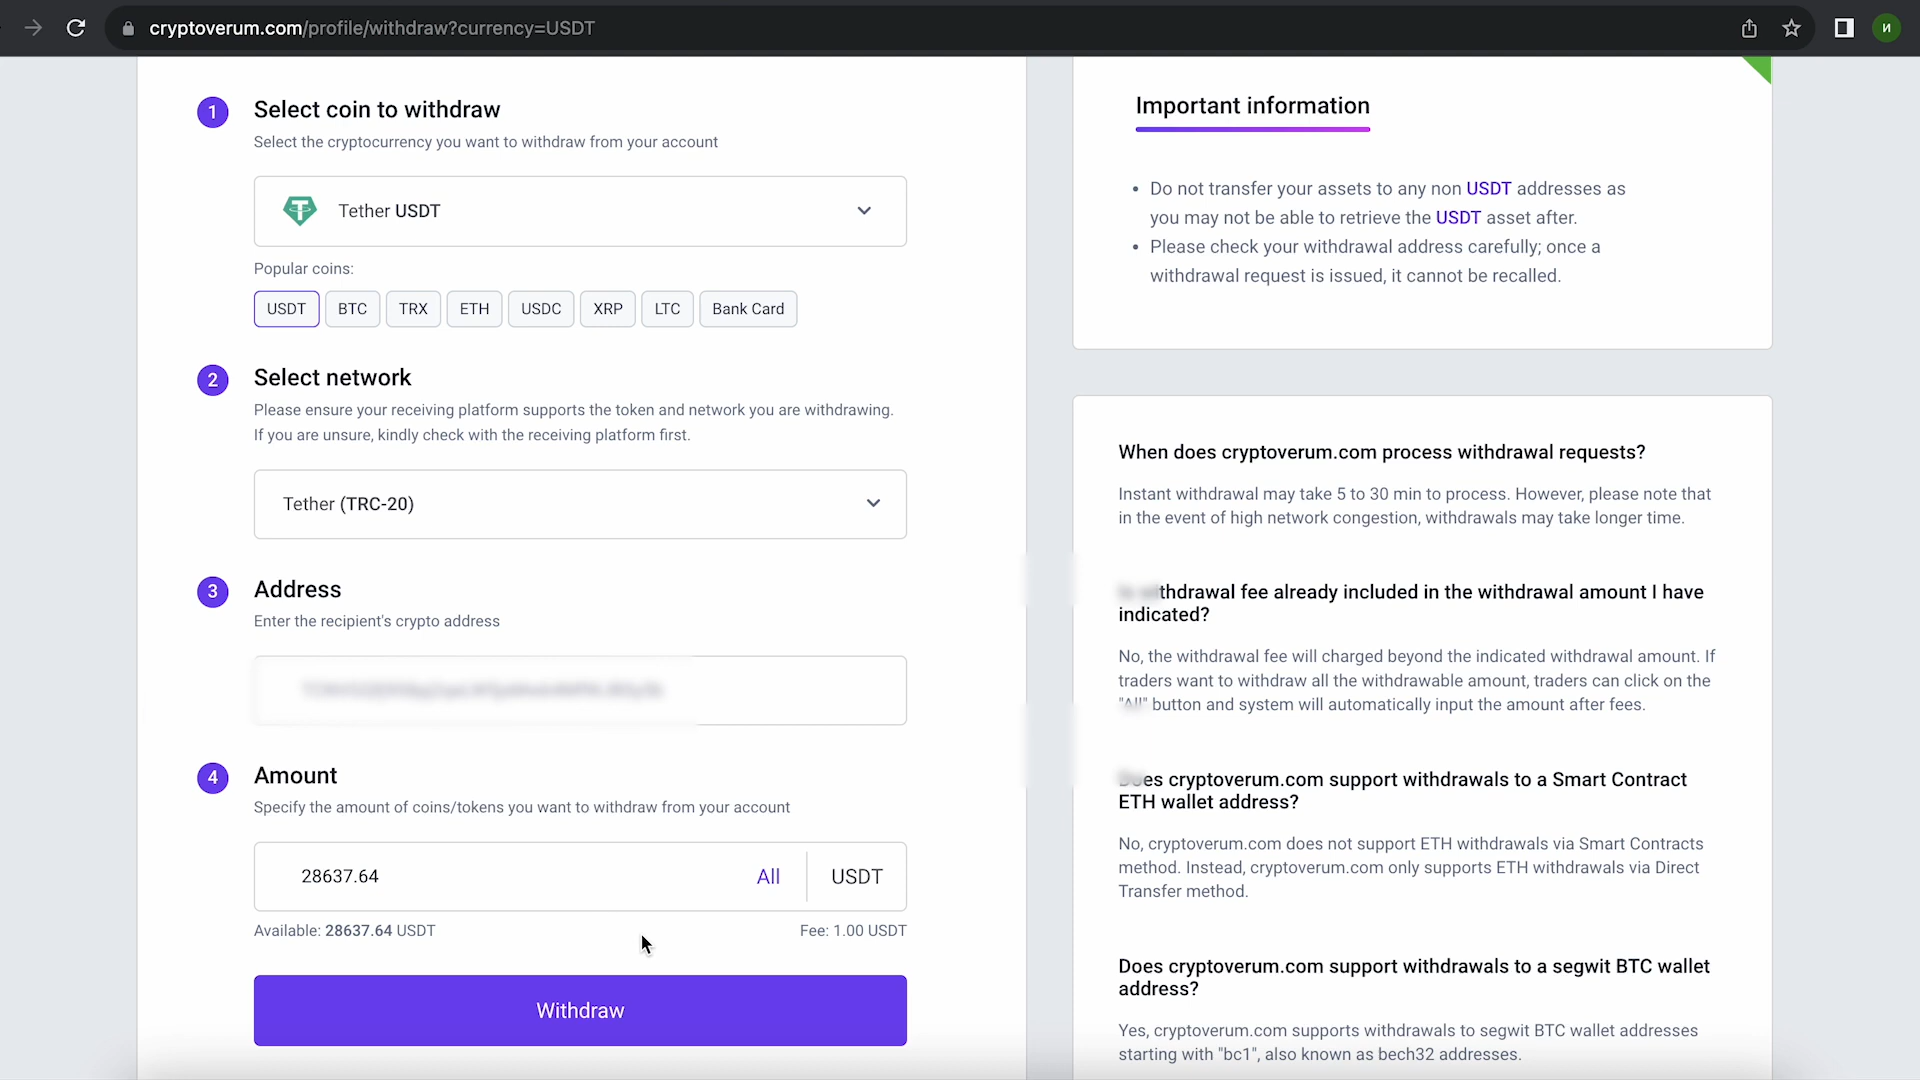 cryptoverum.com/profile/withdraw?currency=USDT
И
1
Select coin to withdraw
Select the cryptocurrency you want to withdraw from your account
Tether USDT
Popular coins:
USDT
BTC
TRX
ETH
USDC
XRP
LTC
Bank Card
2
Select network
Please ensure your receiving platform supports the token and network you are withdrawing.
If you are unsure, kindly check with the receiving platform first.
Tether (TRC-20)
3
Address
Enter the recipient's crypto address
4
Amount
Specify the amount of coins/tokens you want to withdraw from your account
28637.64
All
USDT
Available: 28637.64 USDT
Fee: 1.00 USDT
Withdraw
Important information
• Do not transfer your assets to any non USDT addresses as
you may not be able to retrieve the USDT asset after.
• Please check your withdrawal address carefully; once a
withdrawal request is issued, it cannot be recalled.
When does cryptoverum.com process withdrawal requests?
Instant withdrawal may take 5 to 30 min to process. However, please note that
in the event of high network congestion, withdrawals may take longer time.
withdrawal fee already included in the withdrawal amount I have
indicated?
No, the withdrawal fee will charged beyond the indicated withdrawal amount. If
traders want to withdraw all the withdrawable amount, traders can click on the
"All" button and system will automatically input the amount after fees.
Does cryptoverum.com support withdrawals to a Smart Contract
ETH wallet address?
No, cryptoverum.com does not support ETH withdrawals via Smart Contracts
method. Instead, cryptoverum.com only supports ETH withdrawals via Direct
Transfer method.
Does cryptoverum.com support withdrawals to a segwit BTC wallet
address?
Yes, cryptoverum.com supports withdrawals to segwit BTC wallet addresses
starting with "bc1", also known as bech32 addresses.